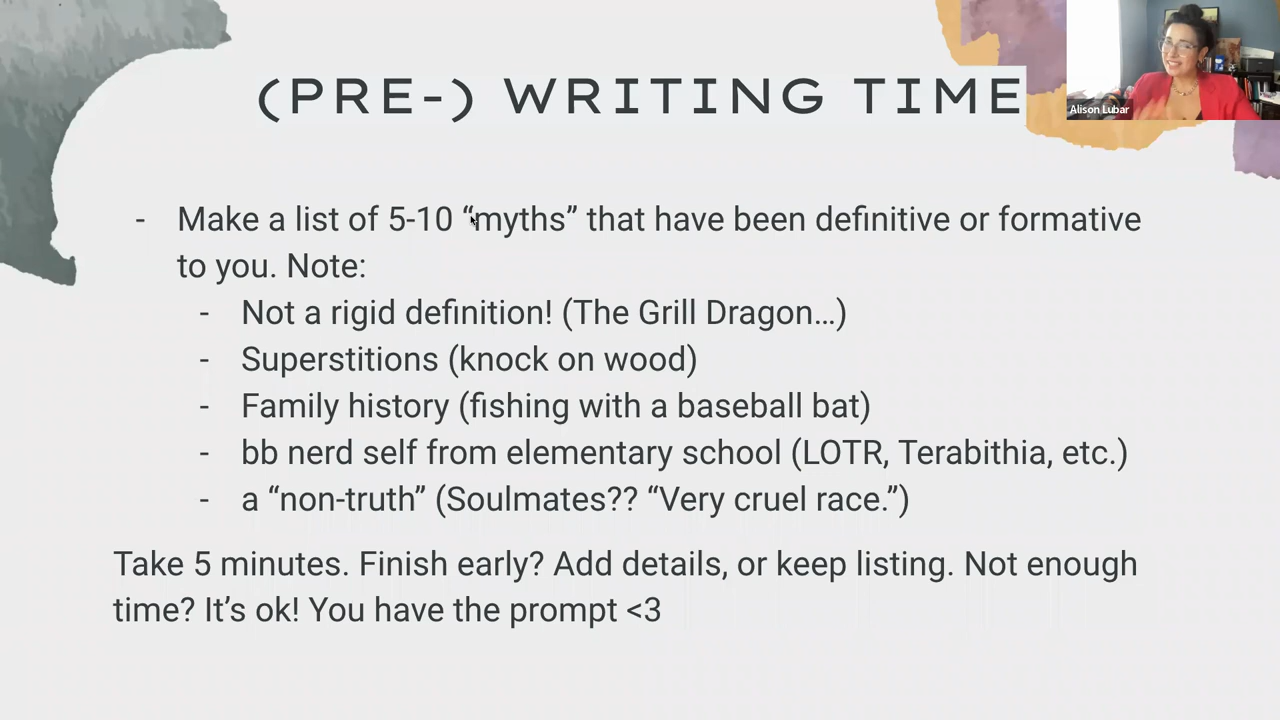 (PRE-) WRITING TIME
Alison Lubar
- Make a list of 5-10 “myths” that have been definitive or formative
to you. Note:
- Not a rigid definition! (The Grill Dragon…)
- Superstitions (knock on wood)
- Family history (fishing with a baseball bat)
- bb nerd self from elementary school (LOTR, Terabithia, etc.)
- a “non-truth” (Soulmates?? “Very cruel race.”)
Take 5 minutes. Finish early? Add details, or keep listing. Not enough
time? It’s ok! You have the prompt <3